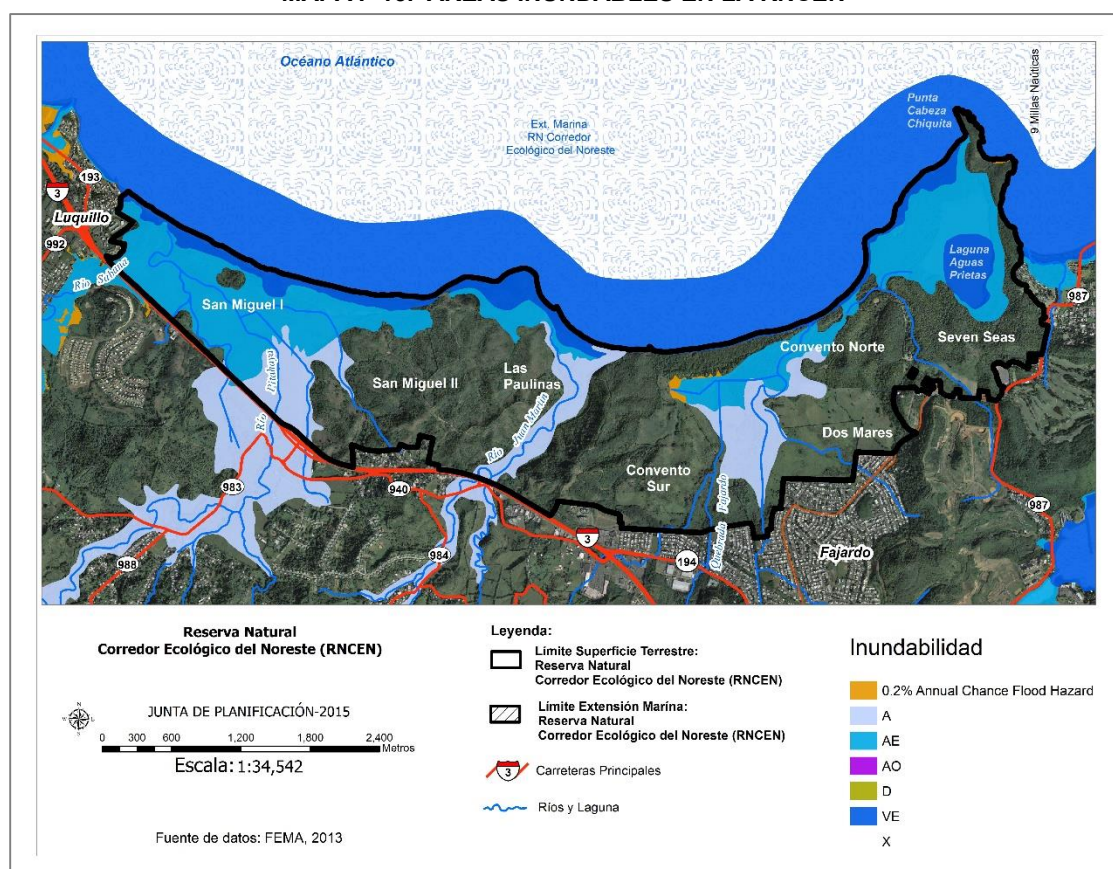 Océano Atlántico
Ext. Marina
RN Corredor
Ecológico del Noreste
Punta
Cabeza
Chiquita
9 Millas Naúticas
193
3
Luquillo
992
Río Sabana
San Miguel I
Laguna
Aguas
Prietas
987
Seven Seas
Convento Norte
Río Pitahaya
San Miguel II
Las
Paulinas
Río Juan Martín
Dos Mares
Convento
Sur
Quebrada Fajardo
983
940
988
984
3
194
Fajardo
987
Reserva Natural
Corredor Ecológico del Noreste (RNCEN)
N
W
E
S
JUNTA DE PLANIFICACIÓN-2015
0 300 600 1,200 1,800 2,400
Metros
Escala: 1:34,542
Fuente de datos: FEMA, 2013
Leyenda:
Límite Superficie Terrestre:
Reserva Natural
Corredor Ecológico del Noreste (RNCEN)
Límite Extensión Marína:
Reserva Natural
Corredor Ecológico del Noreste (RNCEN)
3 Carreteras Principales
Ríos y Laguna
Inundabilidad
0.2% Annual Chance Flood Hazard
A
AE
AO
D
VE
X